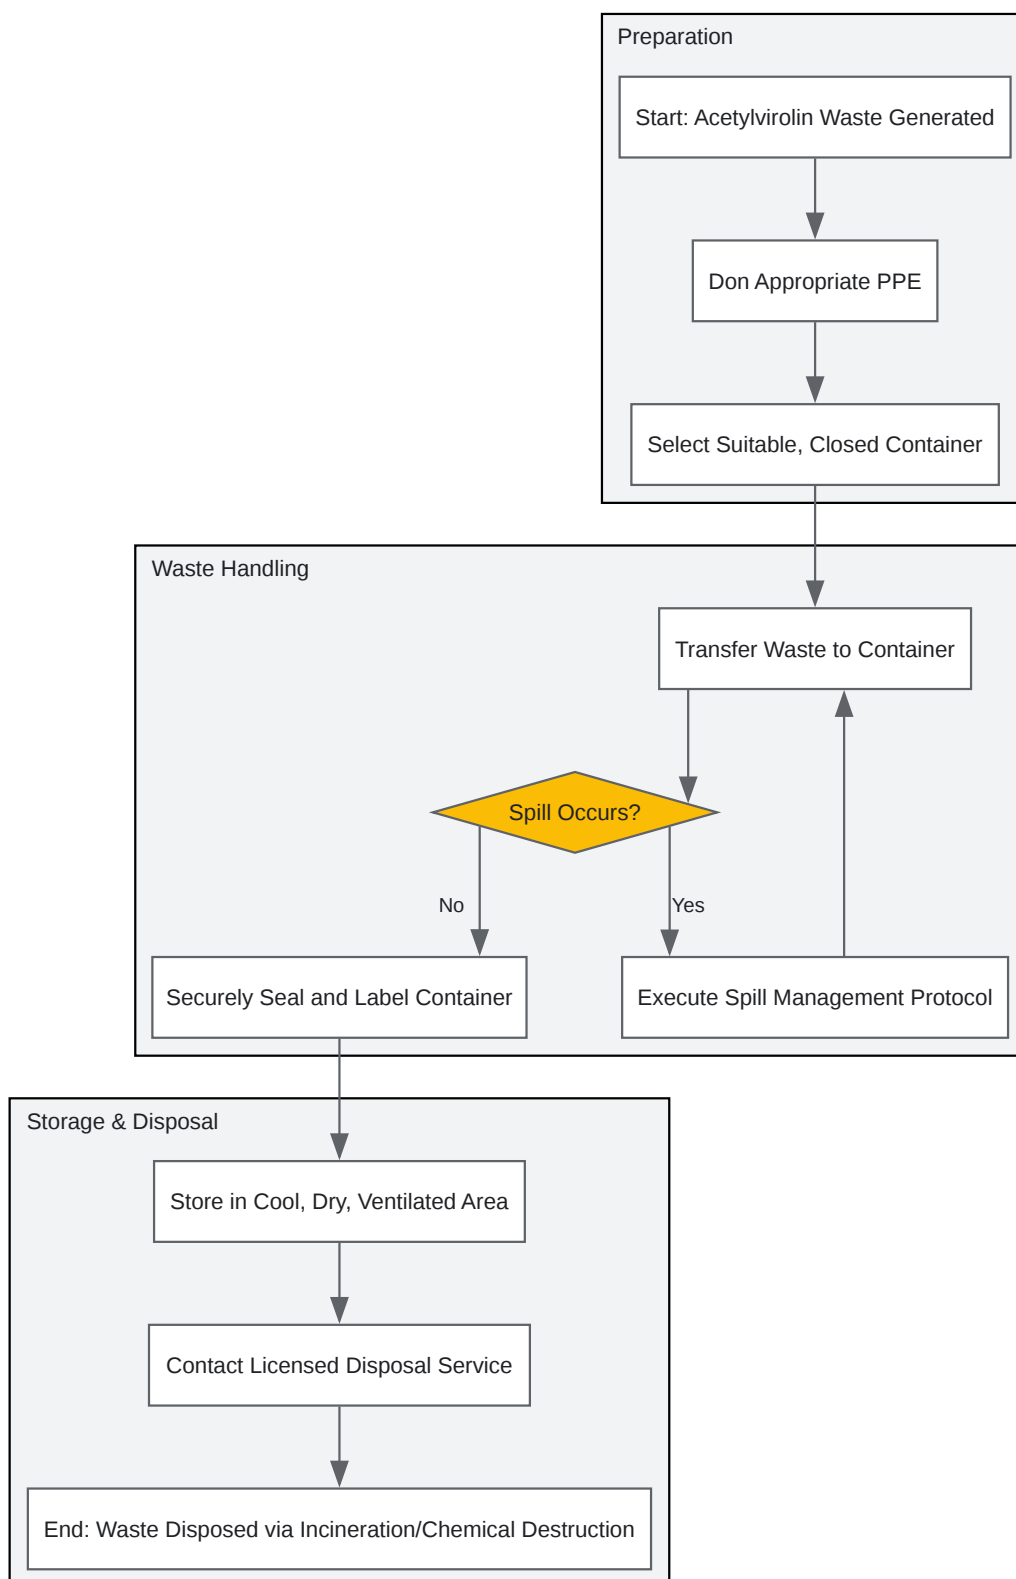 Preparation
Start: Acetylvirolin Waste Generated
Don Appropriate PPE
Select Suitable, Closed Container
Waste Handling
Transfer Waste to Container
Spill Occurs?
No
Yes
Securely Seal and Label Container
Execute Spill Management Protocol
Storage & Disposal
Store in Cool, Dry, Ventilated Area
Contact Licensed Disposal Service
End: Waste Disposed via Incineration/Chemical Destruction